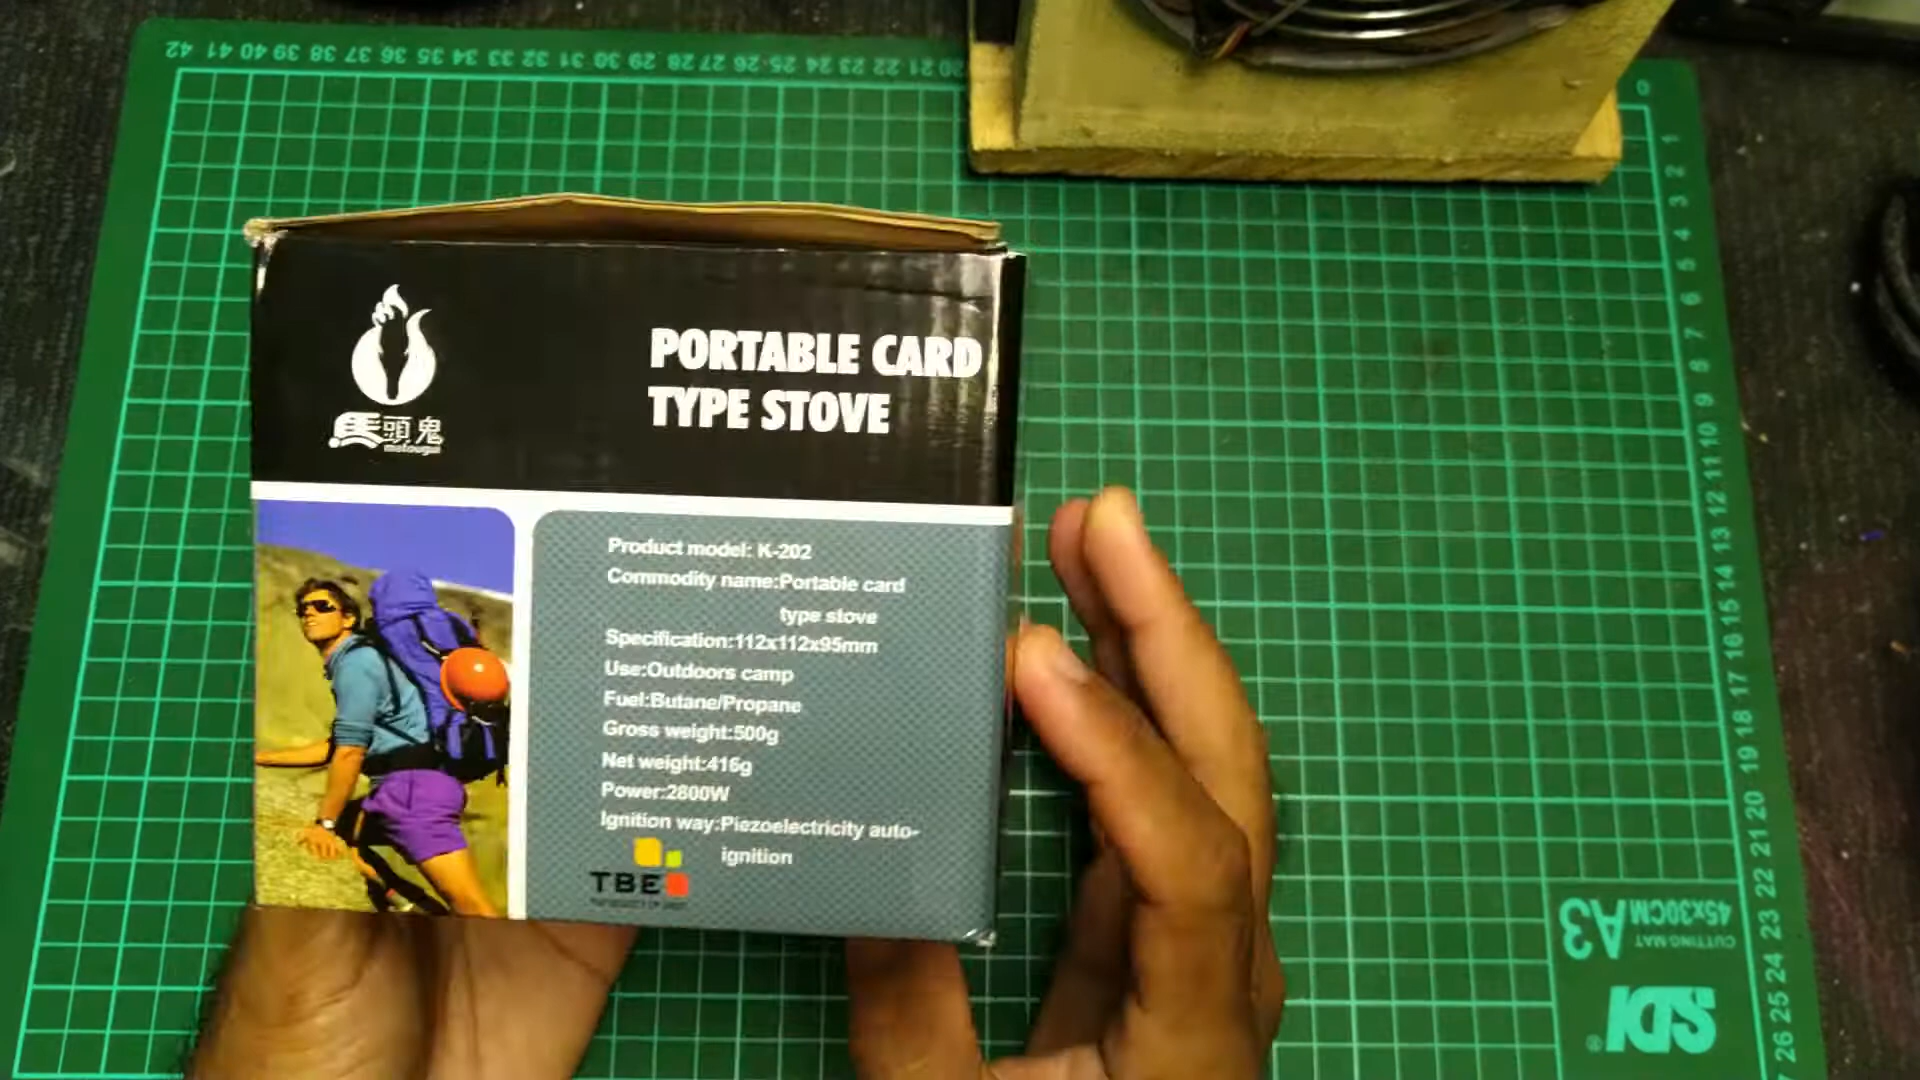 42 41 40 39 38 37 36 35 34 33 32 31 30 29 28 27 26 25 24 23 22 21 20
0 1 2 3 4 5 6 7 8 9 10 11 12 13 14 15 16 17 18 19 20 21 22 23 24 25 26
馬頭鬼
matougui
PORTABLE CARD
TYPE STOVE
Product model: K-202
Commodity name:Portable card
type stove
Specification:112x112x95mm
Use:Outdoors camp
Fuel:Butane/Propane
Gross weight:500g
Net weight:416g
Power:2800W
Ignition way:Piezoelectricity auto-
ignition
TBE
SDI®
A3 CUTTING MAT
45x30CM